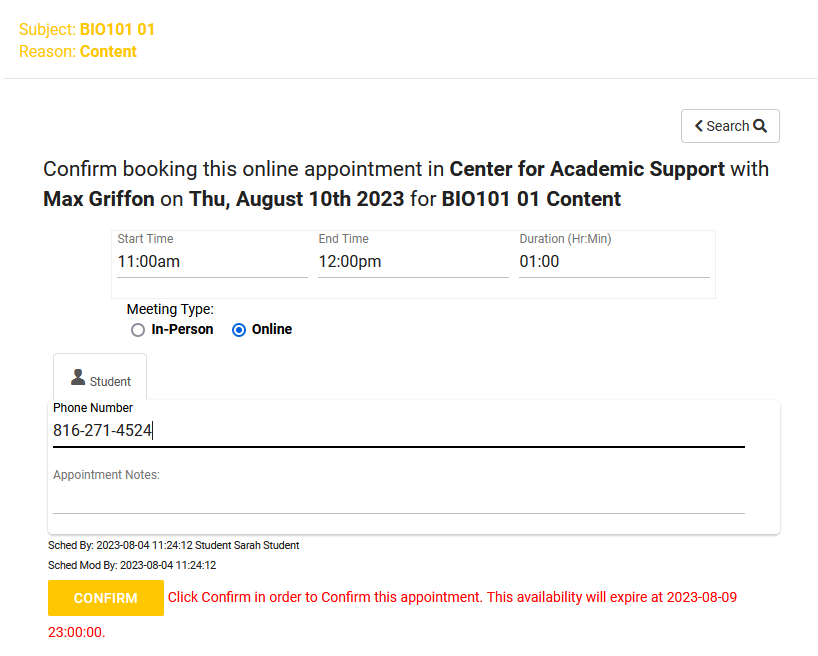 Subject: BIO101 01
Reason: Content
Search
Confirm booking this online appointment in Center for Academic Support with
Max Griffon on Thu, August 10th 2023 for BIO101 01 Content
Start Time End Time Duration (Hr:Min)
11:00am 12:00pm 01:00
Meeting Type:
In-Person Online
Student
Phone Number
816-271-4524
Appointment Notes:
Sched By: 2023-08-04 11:24:12 Student Sarah Student
Sched Mod By: 2023-08-04 11:24:12
CONFIRM Click Confirm in order to Confirm this appointment. This availability will expire at 2023-08-09
23:00:00.